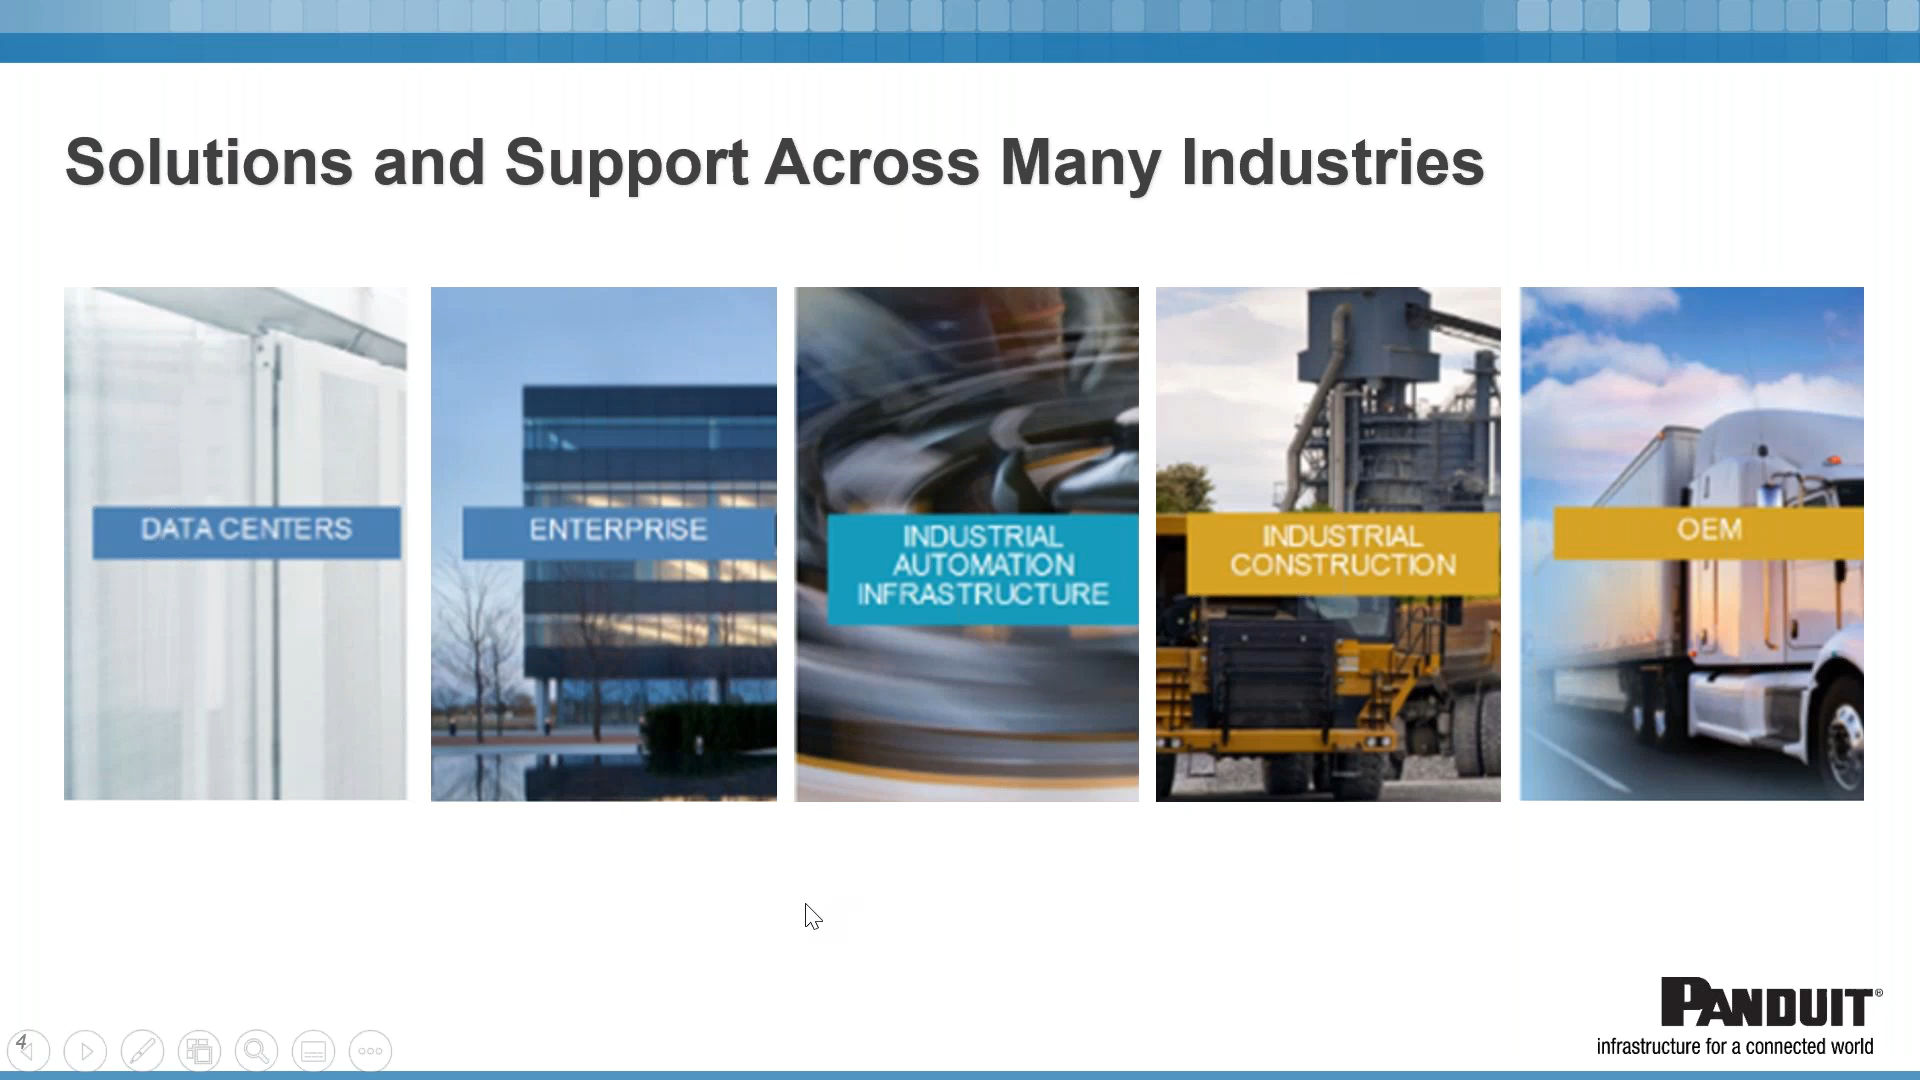 Solutions and Support Across Many Industries
DATA CENTERS
ENTERPRISE
INDUSTRIAL
AUTOMATION
INFRASTRUCTURE
INDUSTRIAL
CONSTRUCTION
OEM
PANDUIT®
infrastructure for a connected world
4